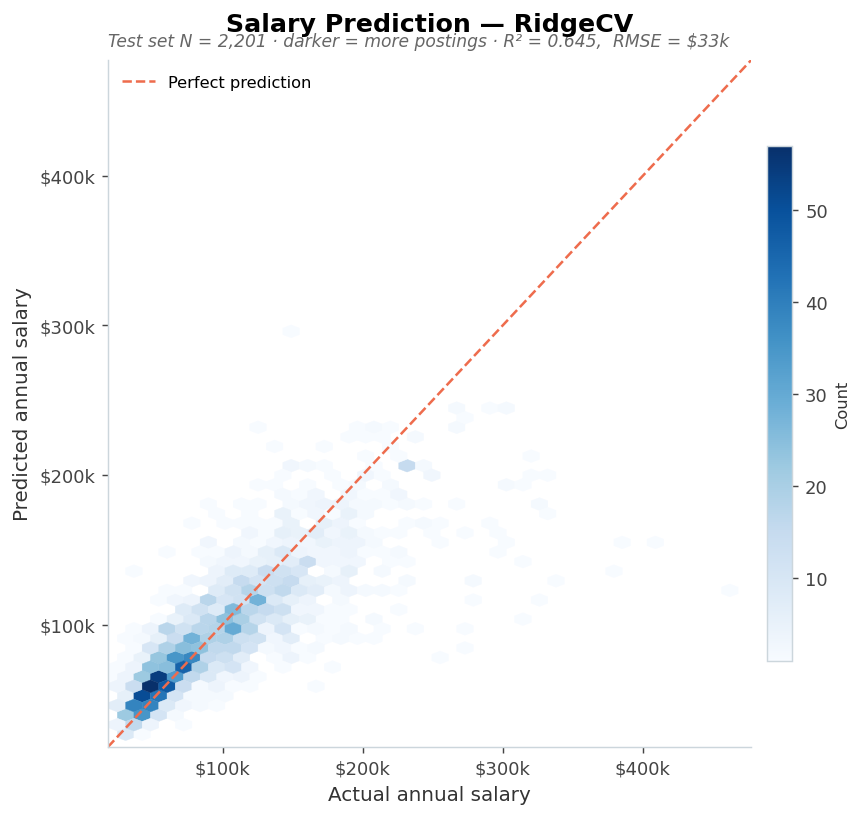 Salary Prediction — RidgeCV
Test set N = 2,201 · darker = more postings · R² = 0.645,  RMSE = $33k
Perfect prediction
$400k
$300k
$200k
$100k
Predicted annual salary
$100k
$200k
$300k
$400k
Actual annual salary
50
40
30
20
10
Count